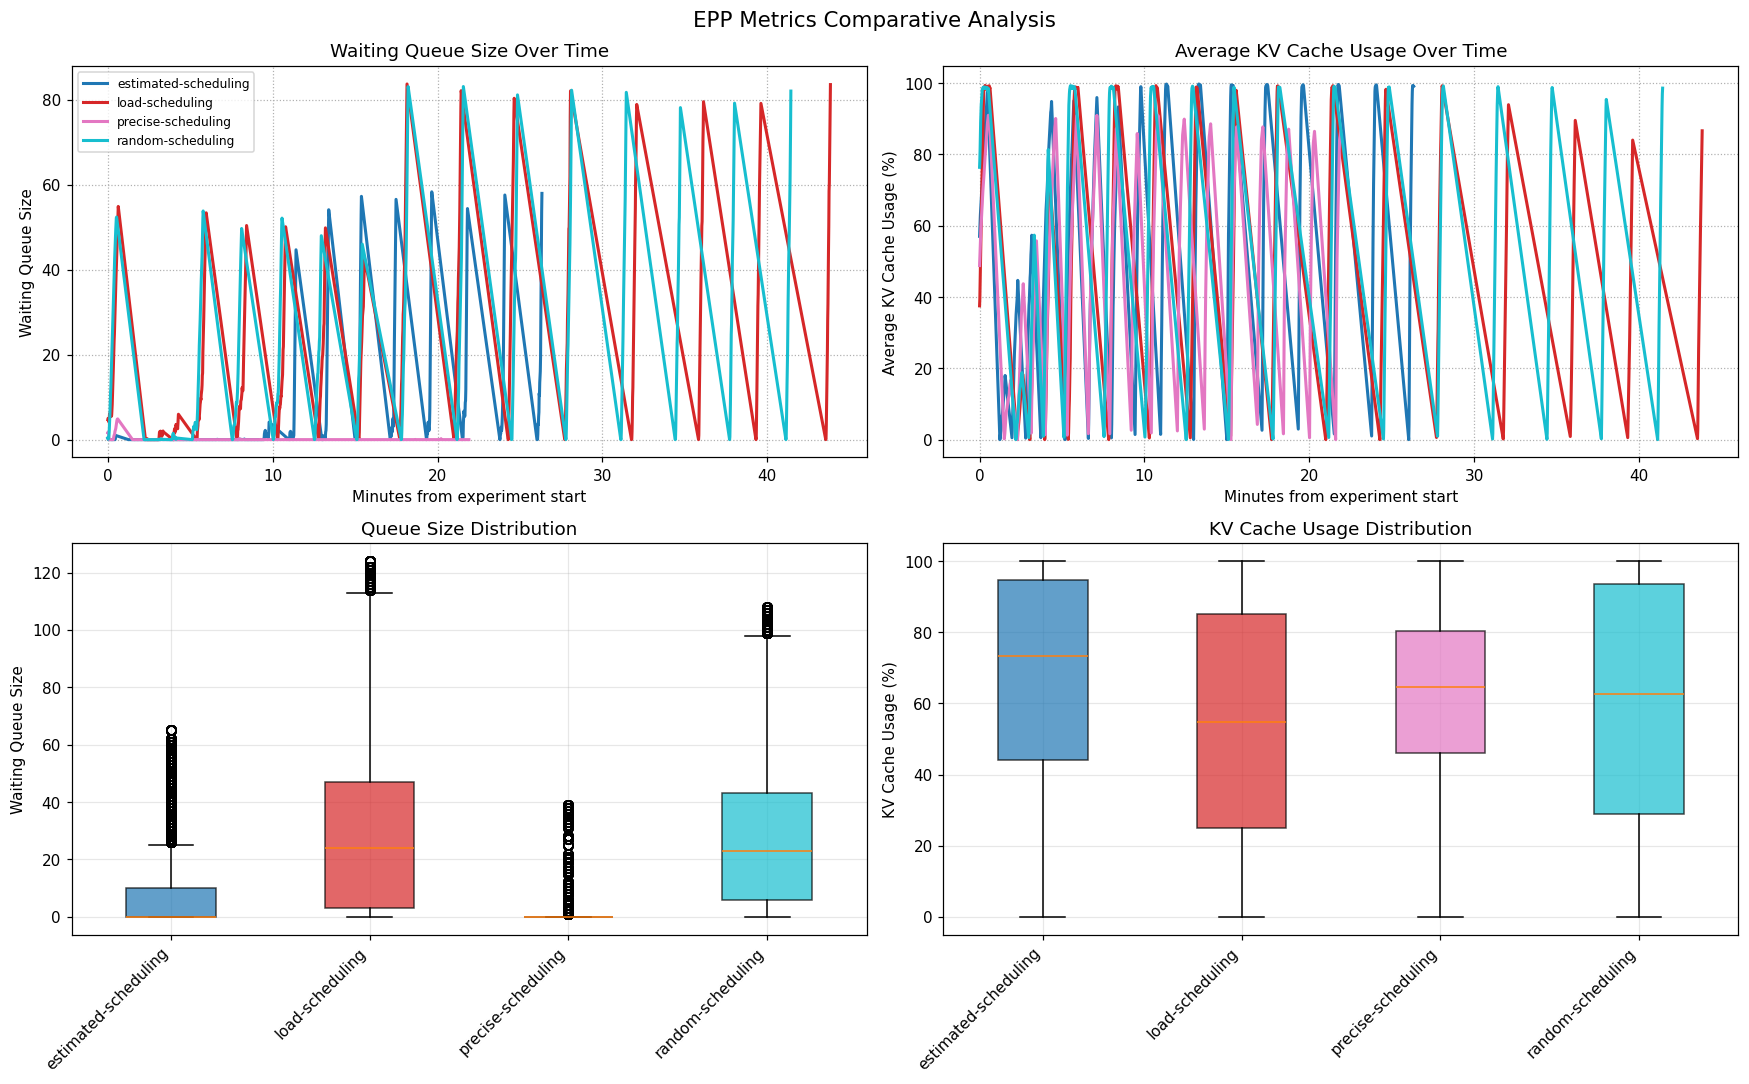 EPP Metrics Comparative Analysis
Waiting Queue Size Over Time
Waiting Queue Size
80
60
40
20
0
estimated-scheduling
load-scheduling
precise-scheduling
random-scheduling
0 10 20 30 40
Minutes from experiment start
Average KV Cache Usage Over Time
Average KV Cache Usage (%)
100
80
60
40
20
0
0 10 20 30 40
Minutes from experiment start
Queue Size Distribution
Waiting Queue Size
120
100
80
60
40
20
0
estimated-scheduling
load-scheduling
precise-scheduling
random-scheduling
KV Cache Usage Distribution
KV Cache Usage (%)
100
80
60
40
20
0
estimated-scheduling
load-scheduling
precise-scheduling
random-scheduling